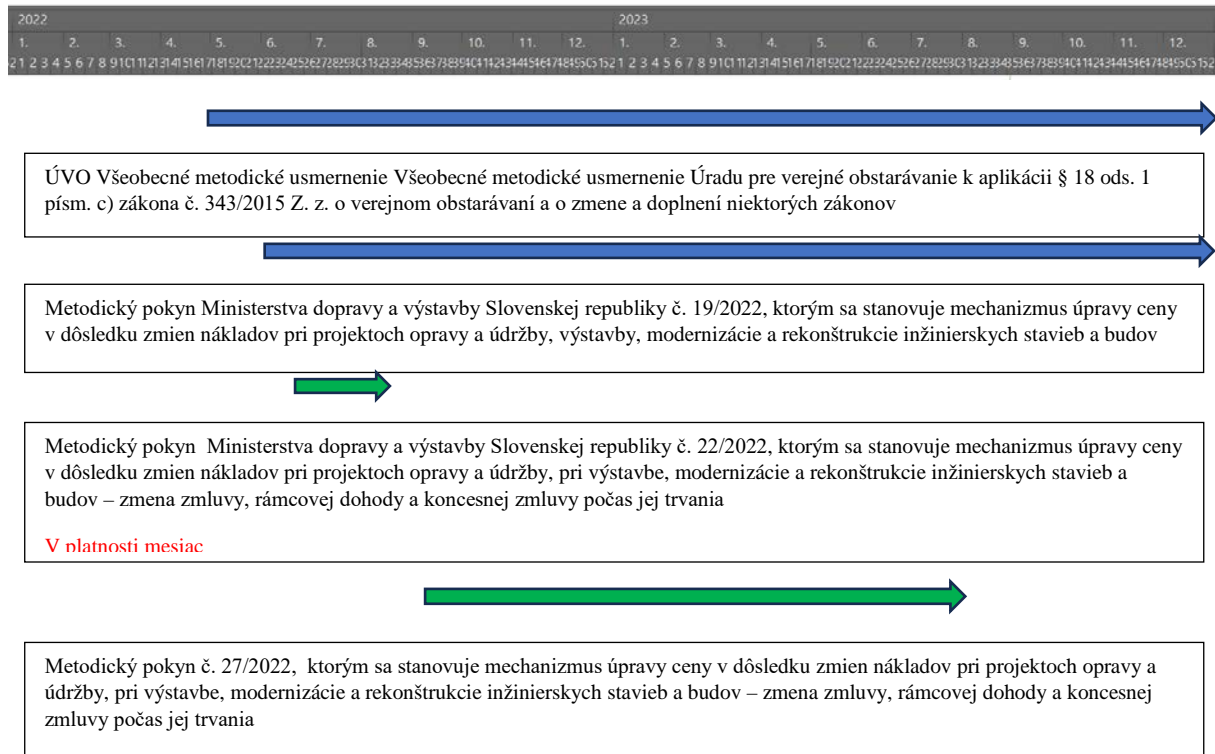 2022 2023
1. 2. 3. 4. 5. 6. 7. 8. 9. 10. 11. 12. 1. 2. 3. 4. 5. 6. 7. 8. 9. 10. 11. 12.
ÚVO Všeobecné metodické usmernenie Všeobecné metodické usmernenie Úradu pre verejné obstarávanie k aplikácii § 18 ods. 1
písm. c) zákona č. 343/2015 Z. z. o verejnom obstarávaní a o zmene a doplnení niektorých zákonov
Metodický pokyn Ministerstva dopravy a výstavby Slovenskej republiky č. 19/2022, ktorým sa stanovuje mechanizmus úpravy ceny
v dôsledku zmien nákladov pri projektoch opravy a údržby, výstavby, modernizácie a rekonštrukcie inžinierskych stavieb a budov
Metodický pokyn Ministerstva dopravy a výstavby Slovenskej republiky č. 22/2022, ktorým sa stanovuje mechanizmus úpravy ceny
v dôsledku zmien nákladov pri projektoch opravy a údržby, pri výstavbe, modernizácie a rekonštrukcie inžinierskych stavieb a
budov – zmena zmluvy, rámcovej dohody a koncesnej zmluvy počas jej trvania
V platnosti mesiac
Metodický pokyn č. 27/2022, ktorým sa stanovuje mechanizmus úpravy ceny v dôsledku zmien nákladov pri projektoch opravy a
údržby, pri výstavbe, modernizácie a rekonštrukcie inžinierskych stavieb a budov – zmena zmluvy, rámcovej dohody a koncesnej
zmluvy počas jej trvania